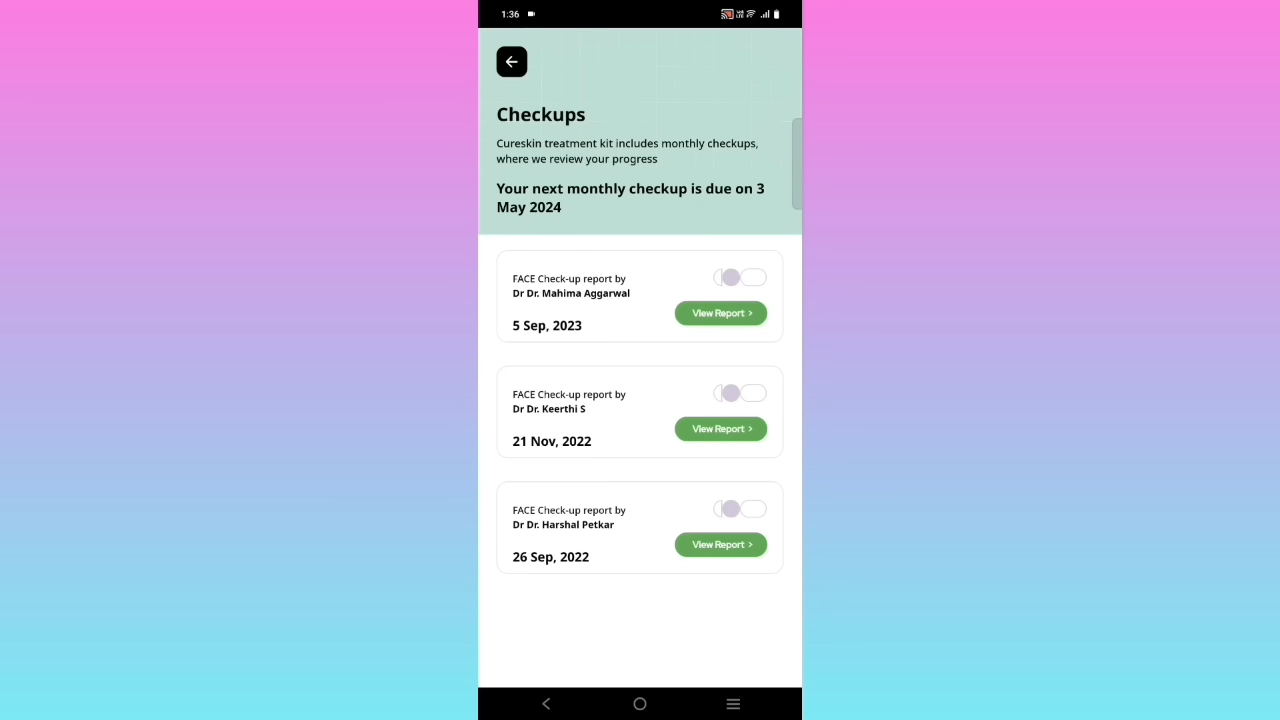 1:36
Checkups
Cureskin treatment kit includes monthly checkups,
where we review your progress
Your next monthly checkup is due on 3
May 2024
FACE Check-up report by
Dr Dr. Mahima Aggarwal
View Report >
5 Sep, 2023
FACE Check-up report by
Dr Dr. Keerthi S
View Report >
21 Nov, 2022
FACE Check-up report by
Dr Dr. Harshal Petkar
View Report >
26 Sep, 2022